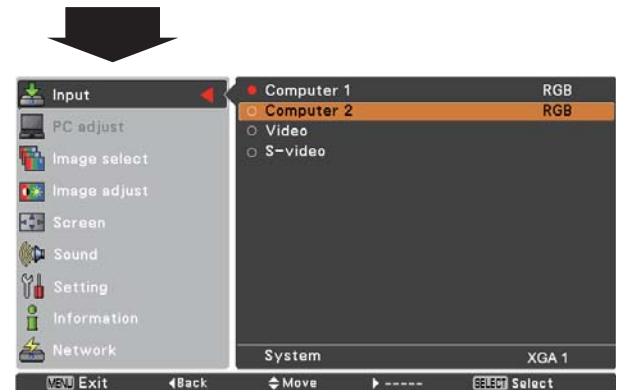 Input
PC adjust
Image select
Image adjust
Screen
Sound
Setting
Information
Network
Computer 1 RGB
Computer 2 RGB
Video
S-video
System XGA 1
MENU Exit Back Move ----- SELECT Select